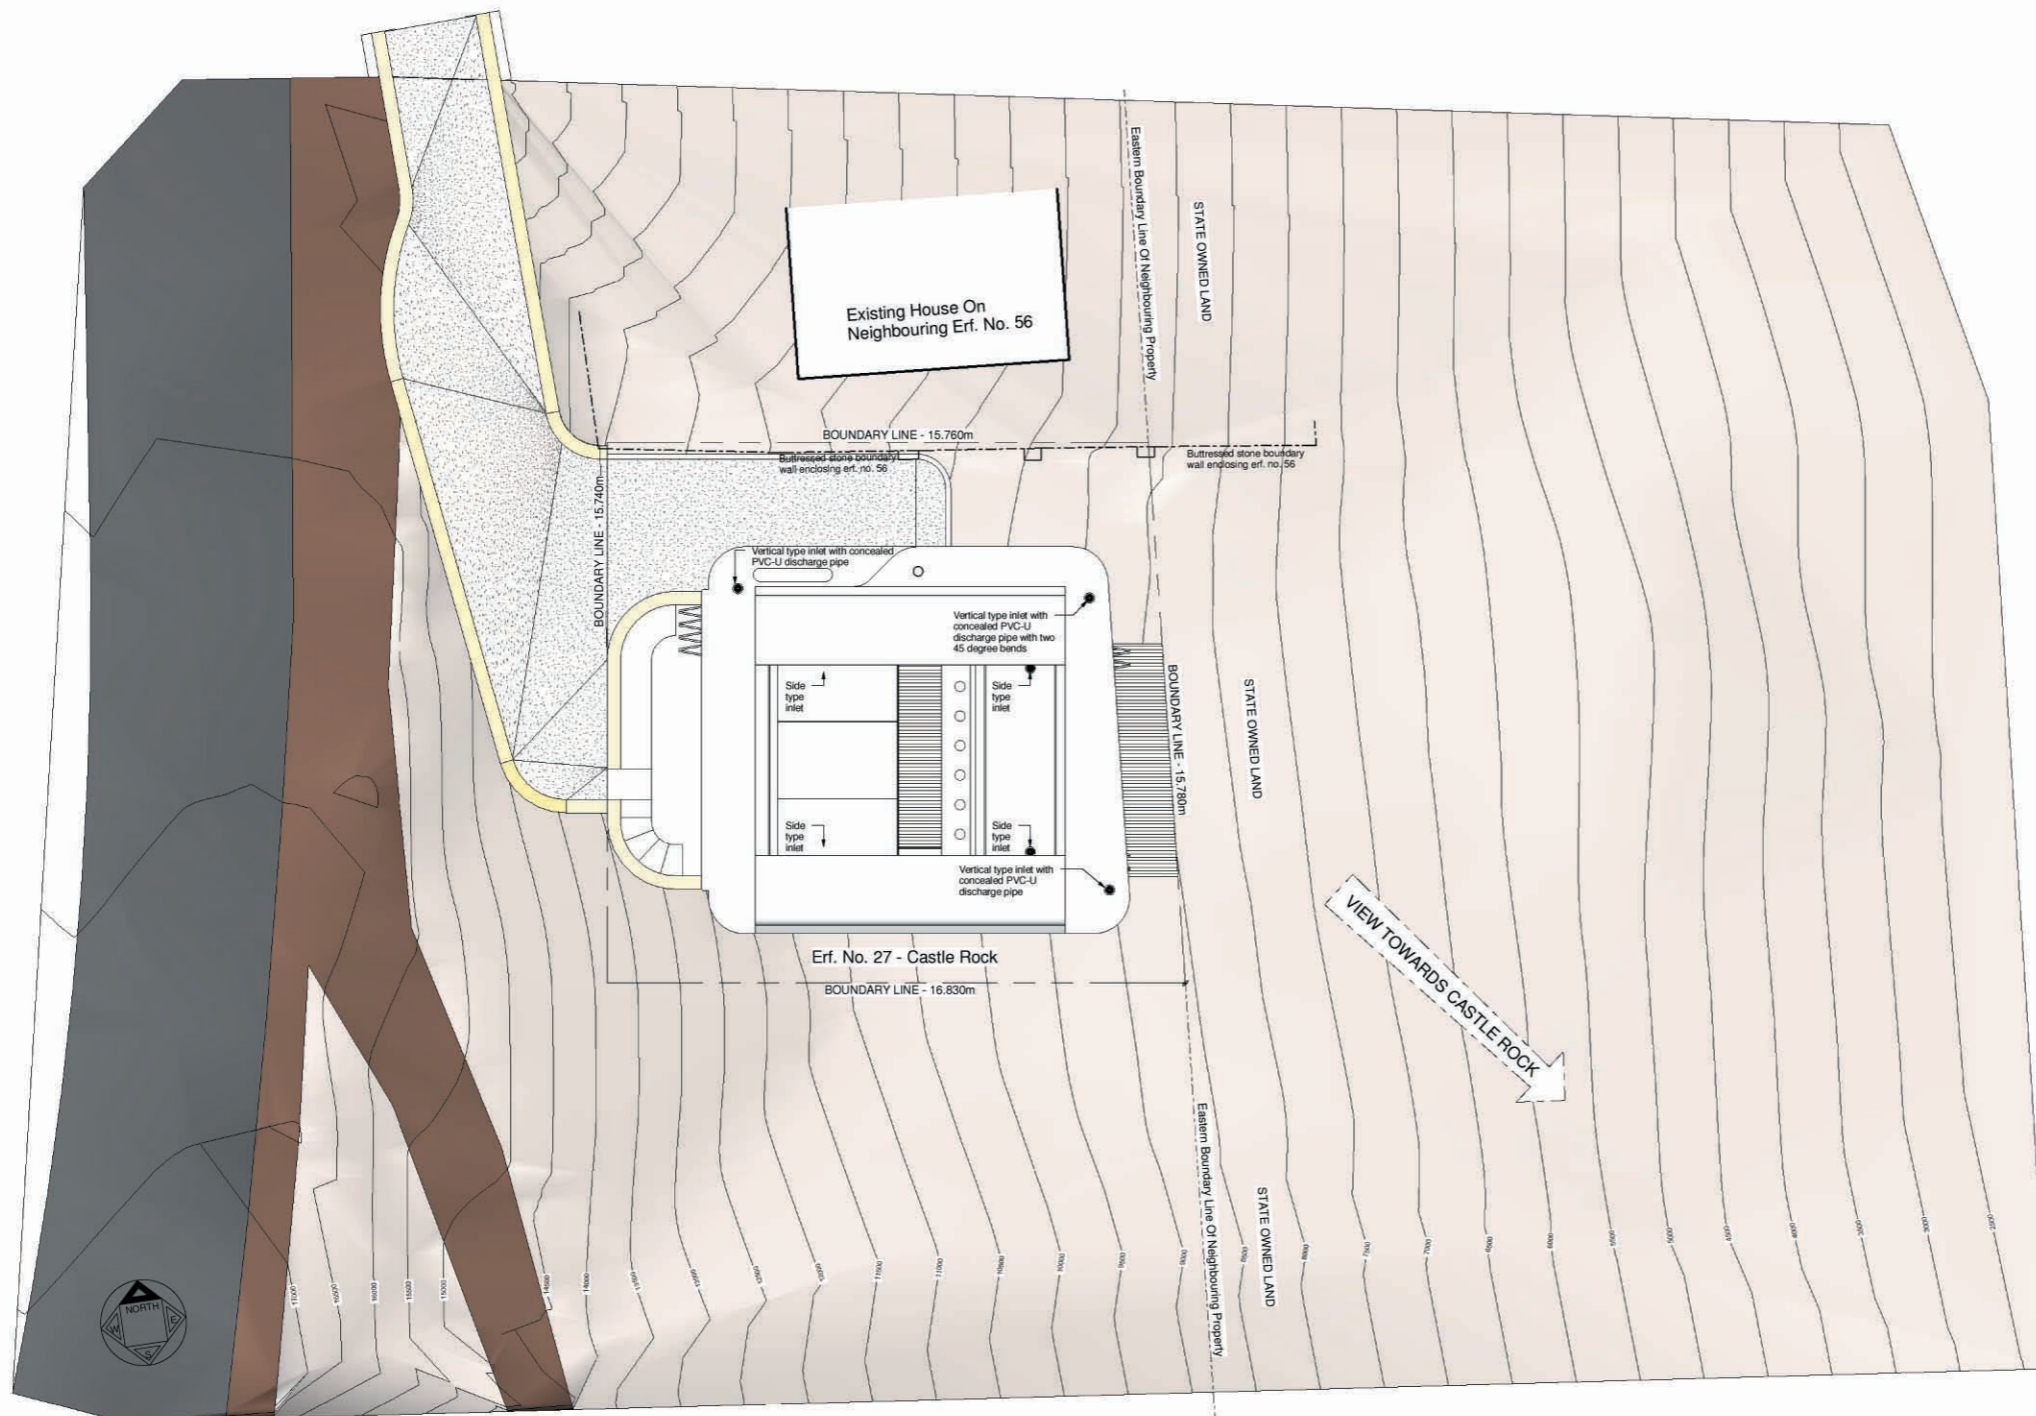 Eastern Boundary Line Of Neighbouring Property
STATE OWNED LAND
Existing House On
Neighbouring Erf. No. 56
BOUNDARY LINE - 15.760m
Buttressed stone boundary
wall enclosing erf. no. 56
Buttressed stone boundary
wall enclosing erf. no. 56
BOUNDARY LINE - 15.740m
Vertical type inlet with concealed
PVC-U discharge pipe
Vertical type inlet with
concealed PVC-U
discharge pipe with two
45 degree bends
Side
type
inlet
Side
type
inlet
BOUNDARY LINE - 15.780m
STATE OWNED LAND
Side
type
inlet
Side
type
inlet
Vertical type inlet with
concealed PVC-U
discharge pipe
Erf. No. 27 - Castle Rock
BOUNDARY LINE - 16.830m
VIEW TOWARDS CASTLE ROCK
Eastern Boundary Line Of Neighbouring Property
STATE OWNED LAND
NORTH
W
E
S